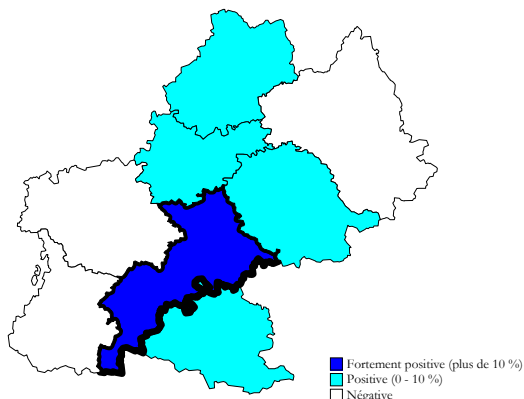 Fortement positive (plus de 10 %)
Positive (0 - 10 %)
Négative